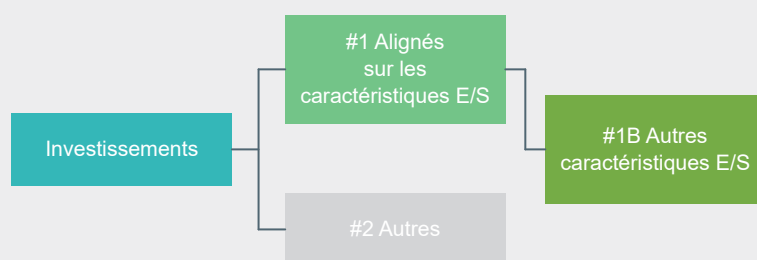 #1 Alignés
sur les
caractéristiques E/S
Investissements
#1B Autres
caractéristiques E/S
#2 Autres